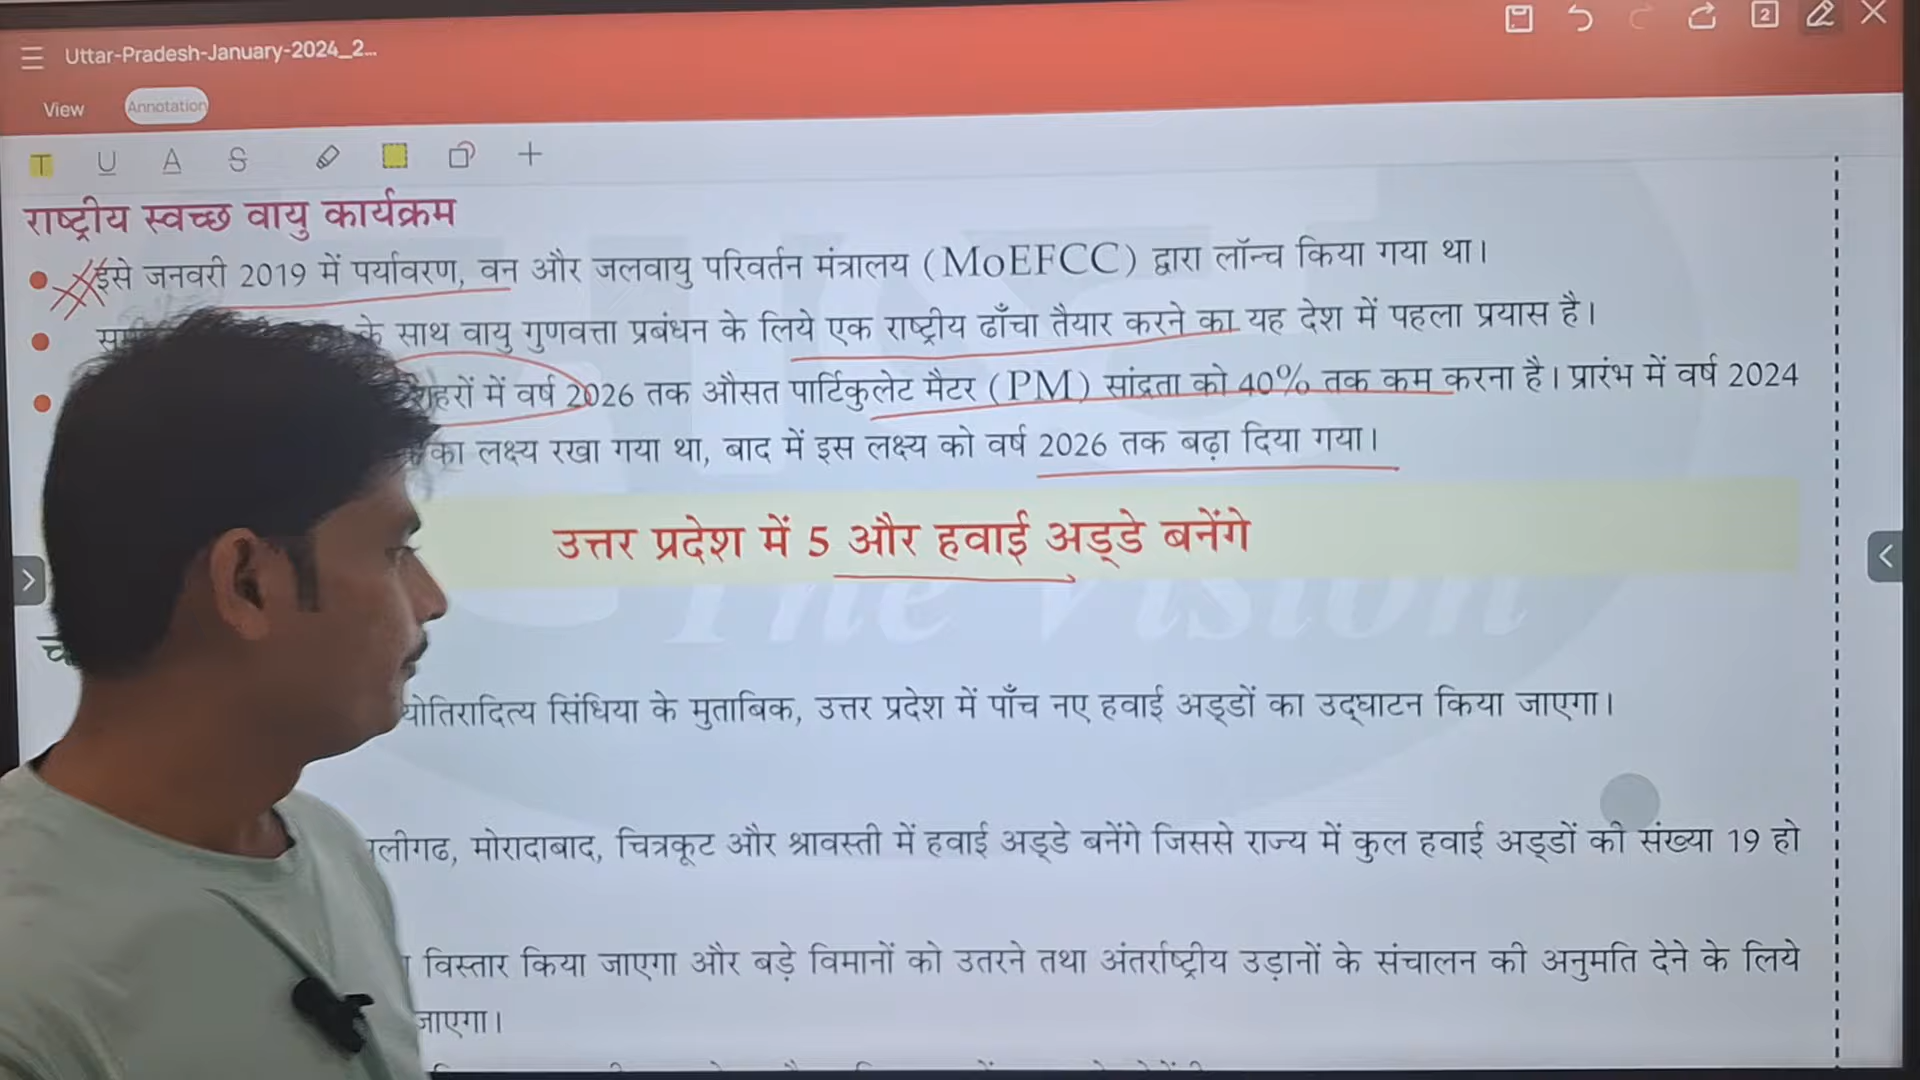 Uttar-Pradesh-January-2024_2...
2
View
Annotation
T U A S
राष्ट्रीय स्वच्छ वायु कार्यक्रम
इसे जनवरी 2019 में पर्यावरण, वन और जलवायु परिवर्तन मंत्रालय (MoEFCC) द्वारा लॉन्च किया गया था।
के साथ वायु गुणवत्ता प्रबंधन के लिये एक राष्ट्रीय ढाँचा तैयार करने का यह देश में पहला प्रयास है।
शहरों में वर्ष 2026 तक औसत पार्टिकुलेट मैटर (PM) सांद्रता को 40% तक कम करना है। प्रारंभ में वर्ष 2024
का लक्ष्य रखा गया था, बाद में इस लक्ष्य को वर्ष 2026 तक बढ़ा दिया गया।
उत्तर प्रदेश में 5 और हवाई अड्डे बनेंगे
The Vision
सिंधिया के मुताबिक, उत्तर प्रदेश में पाँच नए हवाई अड्डों का उद्घाटन किया जाएगा।
मोरादाबाद, चित्रकूट और श्रावस्ती में हवाई अड्डे बनेंगे जिससे राज्य में कुल हवाई अड्डों की संख्या 19 हो
विस्तार किया जाएगा और बड़े विमानों को उतरने तथा अंतर्राष्ट्रीय उड़ानों के संचालन की अनुमति देने के लिये
जाएगा।